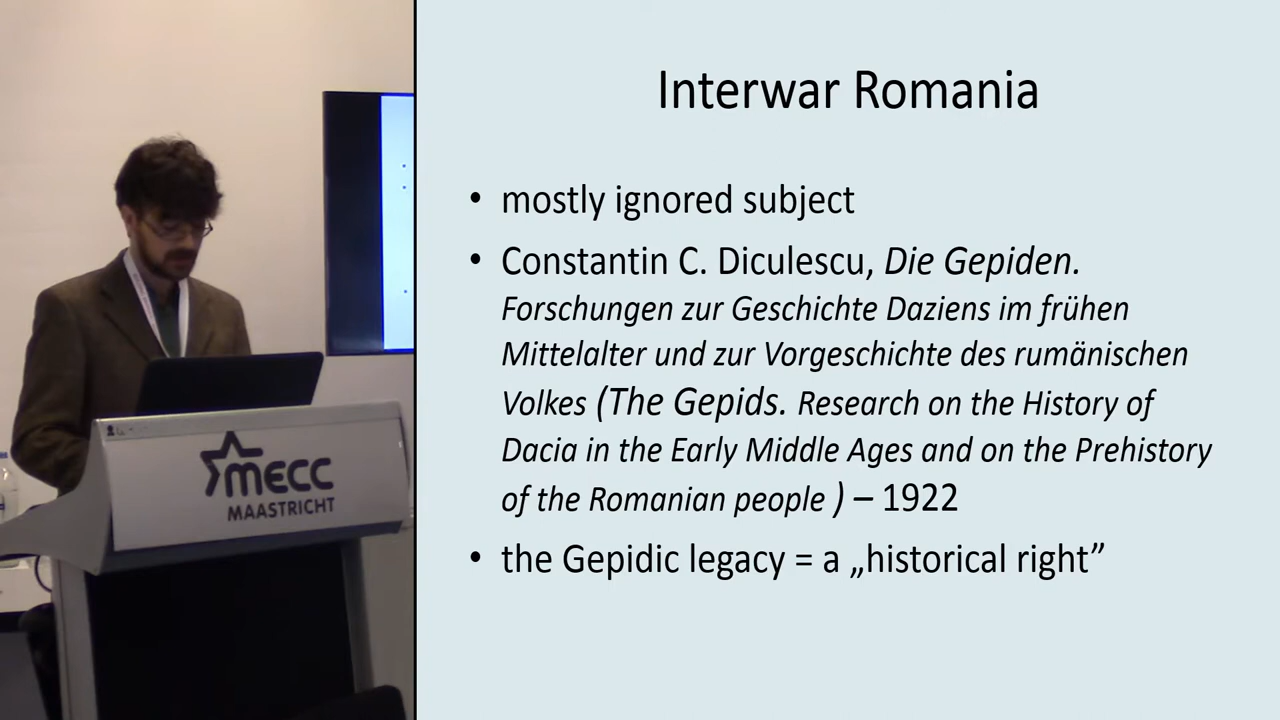 Interwar Romania
• mostly ignored subject
• Constantin C. Diculescu, Die Gepiden.
Forschungen zur Geschichte Daziens im frühen
Mittelalter und zur Vorgeschichte des rumänischen
Volkes (The Gepids. Research on the History of
Dacia in the Early Middle Ages and on the Prehistory
of the Romanian people ) – 1922
• the Gepidic legacy = a „historical right”
mecc
MAASTRICHT